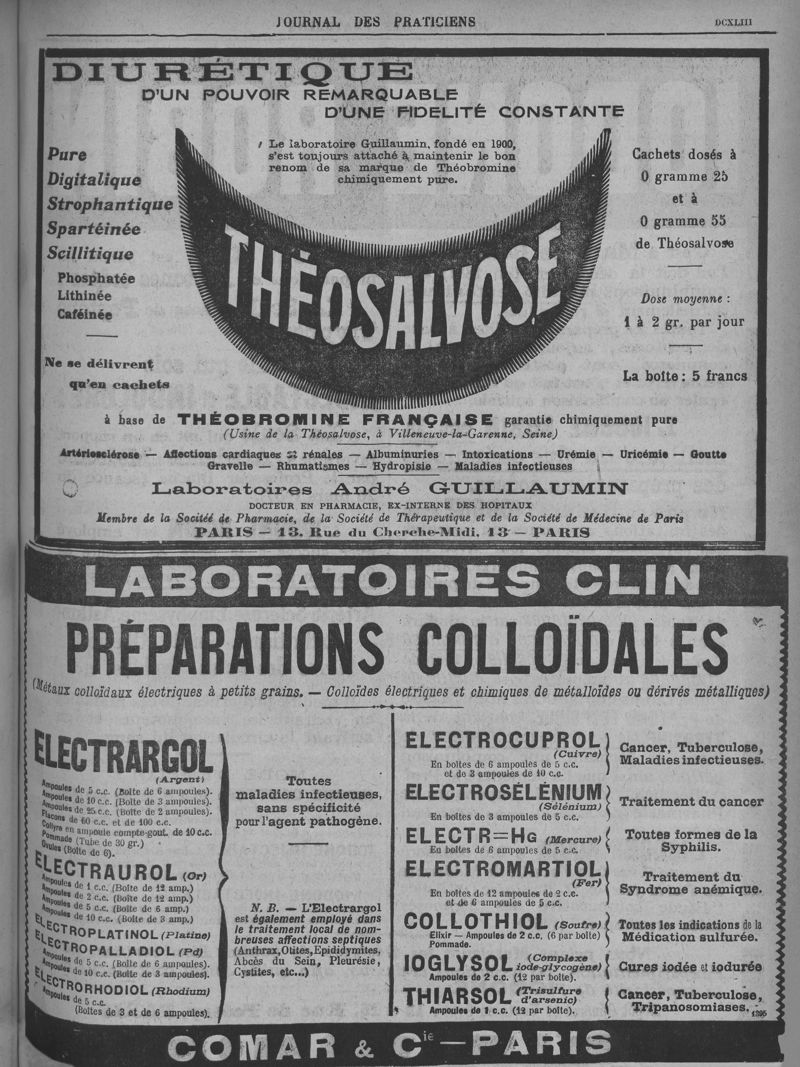 JOURNAL DES PRATICIENS
DCXLIII
DIURÉTIQUE
D'UN POUVOIR REMARQUABLE
D'UNE FIDELITÉ CONSTANTE
Le laboratoire Guillaumin, fondé en 1900,
s'est toujours attaché à maintenir le bon
renom de sa marque de Théobromine
chimiquement pure.
Pure
Digitalique
Strophantique
Spartéinée
Scillitique
Phosphatée
Lithinée
Caféinée
Ne se délivrent
qu'en cachets
THÉOSALVOSE
Cachets dosés à
0 gramme 25
et à
0 gramme 55
de Théosalvose
Dose moyenne :
1 à 2 gr. par jour
La boîte : 5 francs
à base de THÉOBROMINE FRANÇAISE garantie chimiquement pure
(Usine de la Théosalvose, à Villeneuve-la-Garenne, Seine)
Artériosclérose — Affections cardiaques et rénales — Albuminuries — Intoxications — Urémie — Uricémie — Goutte
Gravelle — Rhumatismes — Hydropisie — Maladies infectieuses
Laboratoires André GUILLAUMIN
DOCTEUR EN PHARMACIE, EX-INTERNE DES HOPITAUX
Membre de la Socitéé de Pharmacie, de la Société de Thérapeutique et de la Société de Médecine de Paris
PARIS — 13, Rue du Cherche-Midi, 13 — PARIS
LABORATOIRES CLIN
PRÉPARATIONS COLLOÏDALES
(Métaux colloïdaux électriques à petits grains. — Colloïdes électriques et chimiques de métalloïdes ou dérivés métalliques)
ELECTRARGOL
(Argent)
Ampoules de 5 c.c. (Boîte de 6 ampoules).
Ampoules de 10 c.c. (Boîte de 3 ampoules).
Ampoules de 25 c.c. (Boîte de 2 ampoules).
Flacons de 60 c.c. et de 100 c.c.
Collyre en ampoule compte-gout. de 10 c.c.
Pommade (Tube de 30 gr.)
Ovules (Boîte de 6).
ELECTRAUROL (Or)
Ampoules de 1 c.c. (Boîte de 12 amp.)
Ampoules de 2 c.c. (Boîte de 12 amp.)
Ampoules de 5 c.c. (Boîte de 6 amp.)
Ampoules de 10 c.c. (Boîte de 3 amp.)
ELECTROPLATINOL (Platine)
ELECTROPALLADIOL (Pd)
Ampoules de 5 c.c. (Boîte de 6 ampoules).
Ampoules de 10 c.c. (Boîte de 3 ampoules).
ELECTRORHODIOL (Rhodium)
Ampoules de 5 c.c.
(Boîtes de 3 et de 6 ampoules).
Toutes
maladies infectieuses,
sans spécificité
pour l'agent pathogène.
N. B. — L'Electrargol
est également employé dans
le traitement local de nom-
breuses affections septiques
(Anthrax, Otites, Epididymites,
Abcès du Sein, Pleurésie,
Cystites, etc...)
ELECTROCUPROL
(Cuivre)
En boîtes de 6 ampoules de 5 c.c.
et de 3 ampoules de 10 c.c.
Cancer, Tuberculose,
Maladies infectieuses.
ELECTROSÉLÉNIUM
(Sélénium)
En boîtes de 3 ampoules de 5 c.c.
Traitement du cancer
ELECTR=HG (Mercure)
En boîtes de 6 ampoules de 5 c.c.
Toutes formes de la
Syphilis.
ELECTROMARTIOL
(Fer)
En boîtes de 12 ampoules de 2 c.c.
et de 6 ampoules de 5 c.c.
Traitement du
Syndrome anémique.
COLLOTHIOL (Soufre)
Elixir — Ampoules de 2 c.c. (6 par boîte)
Pommade.
Toutes les indications de la
Médication sulfurée.
IOGLYSOL (Complexe
iode-glycogène)
Ampoules de 2 c.c. (12 par boîte).
Cures iodée et iodurée
THIARSOL (Trisulfure
d'arsenic)
Ampoules de 1 c.c. (12 par boîte).
Cancer, Tuberculose,
Tripanosomiases.
1395
COMAR & Cie — PARIS